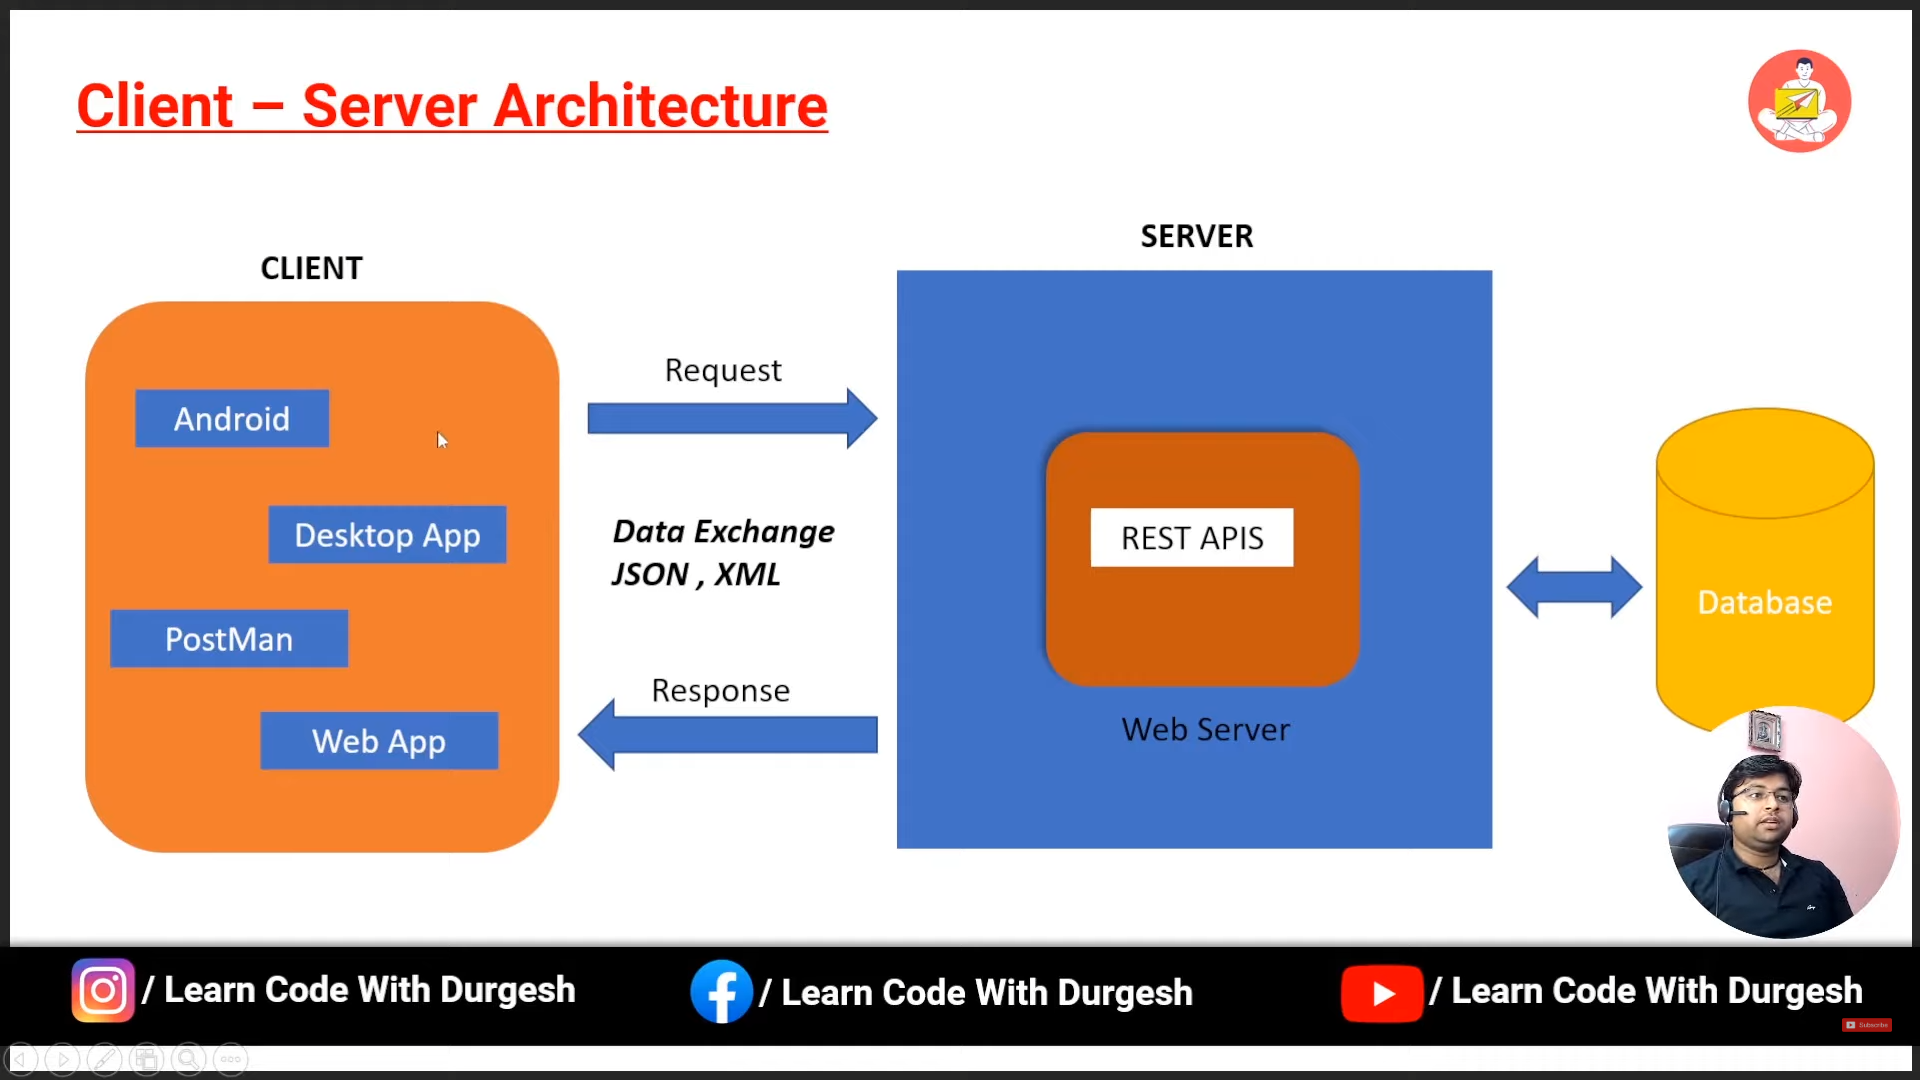 Client – Server Architecture
SERVER
CLIENT
Request
Android
Data Exchange
JSON , XML
Desktop App
REST APIS
Database
PostMan
Response
Web Server
Web App
/ Learn Code With Durgesh
/ Learn Code With Durgesh
/ Learn Code With Durgesh
Subscribe